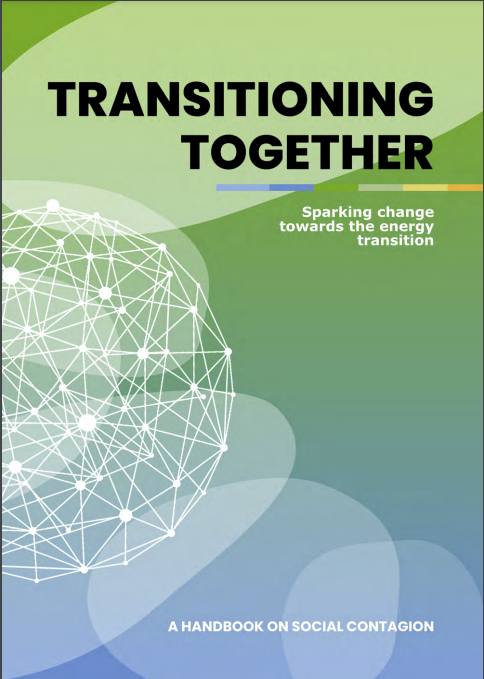 TRANSITIONING
TOGETHER
Sparking change
towards the energy
transition
A HANDBOOK ON SOCIAL CONTAGION